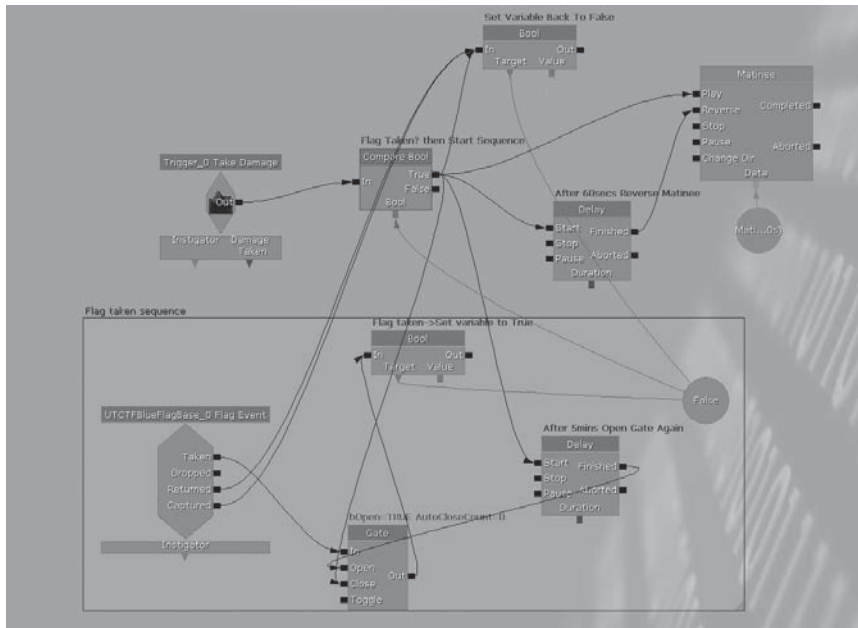 Set Variable Back To False
Bool
In Out
Target Value
Matinee
Play
Reverse
Stop
Pause
Change Dir
Completed
Aborted
Data
Mati...0s)
Flag Taken? then Start Sequence
Compare Bool
In
True
False
Bool
Trigger_0 Take Damage
Out
Instigator Damage
Taken
After 60secs Reverse Matinee
Delay
Start Finished
Stop
Pause Aborted
Duration
Flag taken sequence
Flag taken->Set variable to True
Bool
In Out
Target Value
False
UTCTFBlueFlagBase_0 Flag Event
Taken
Dropped
Returned
Captured
Instigator
After 5mins Open Gate Again
Delay
Start Finished
Stop
Pause Aborted
Duration
bOpen=TRUE AutoCloseCount=0
Gate
In
Open
Close
Toggle
Out